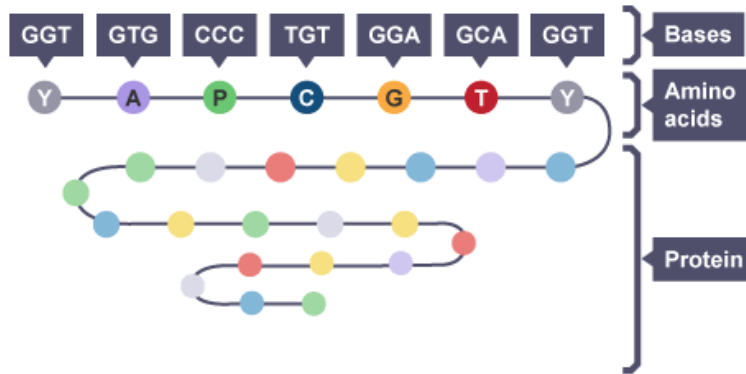 GGT GTG CCC TGT GGA GCA GGT Bases
Y A P C G T Y Amino
acids
Protein